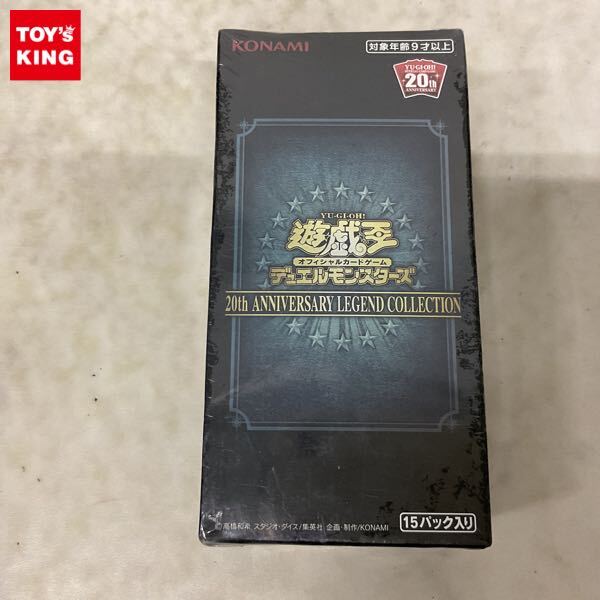 TOY's
KING
KONAMI
対象年齢9才以上
YU-GI-OH!
20th
ANNIVERSARY
YU-GI-OH!
遊戯王
オフィシャルカードゲーム
デュエルモンスターズ
20th ANNIVERSARY LEGEND COLLECTION
©高橋和希 スタジオ・ダイス/集英社 企画・制作/KONAMI
15パック入り